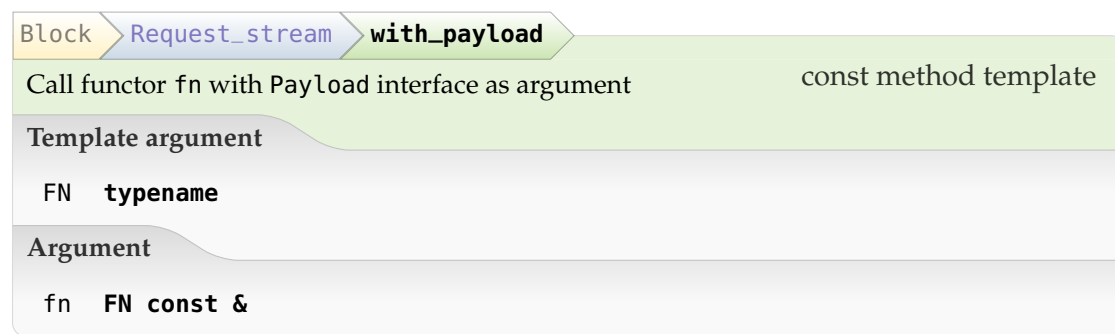 Block Request_stream with_payload
Call functor fn with Payload interface as argument const method template
Template argument
FN typename
Argument
fn FN const &